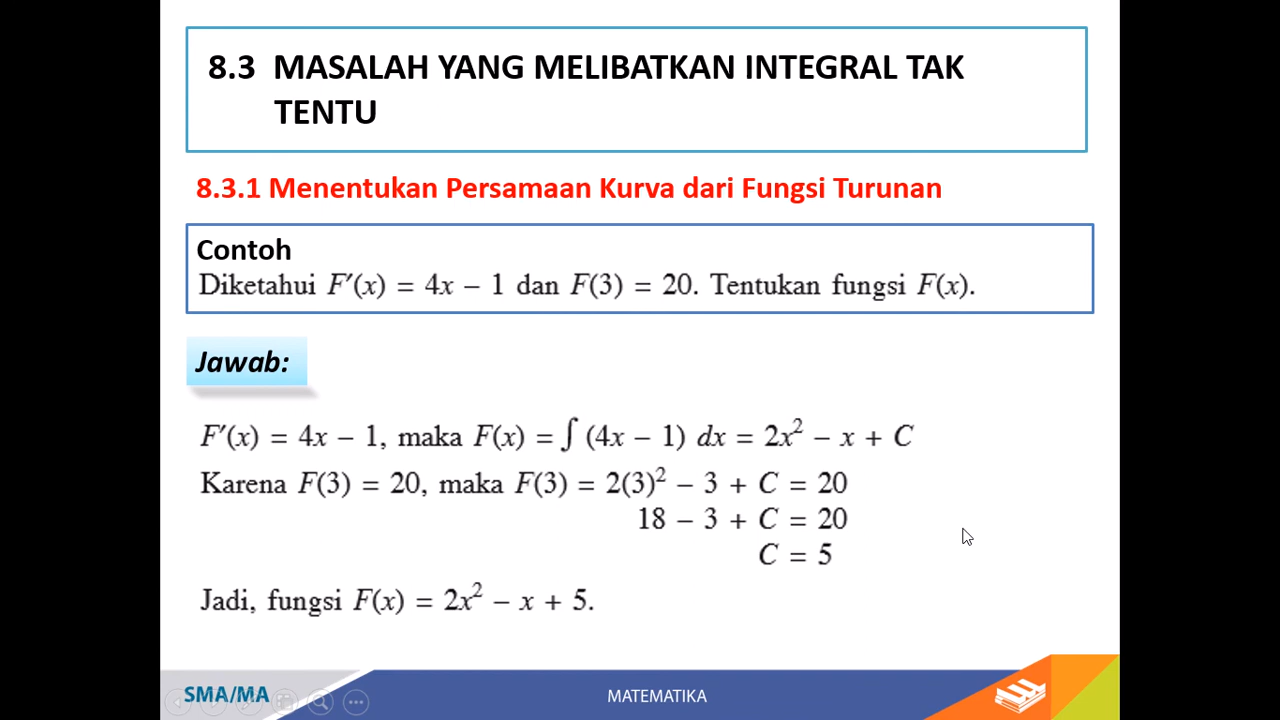 8.3 MASALAH YANG MELIBATKAN INTEGRAL TAK
TENTU
8.3.1 Menentukan Persamaan Kurva dari Fungsi Turunan
Contoh
Diketahui F′(x) = 4x – 1 dan F(3) = 20. Tentukan fungsi F(x).
Jawab:
F′(x) = 4x – 1, maka F(x) = ∫ (4x – 1) dx = 2x² – x + C
Karena F(3) = 20, maka F(3) = 2(3)² – 3 + C = 20
18 – 3 + C = 20
C = 5
Jadi, fungsi F(x) = 2x² – x + 5.
SMA/MA
MATEMATIKA